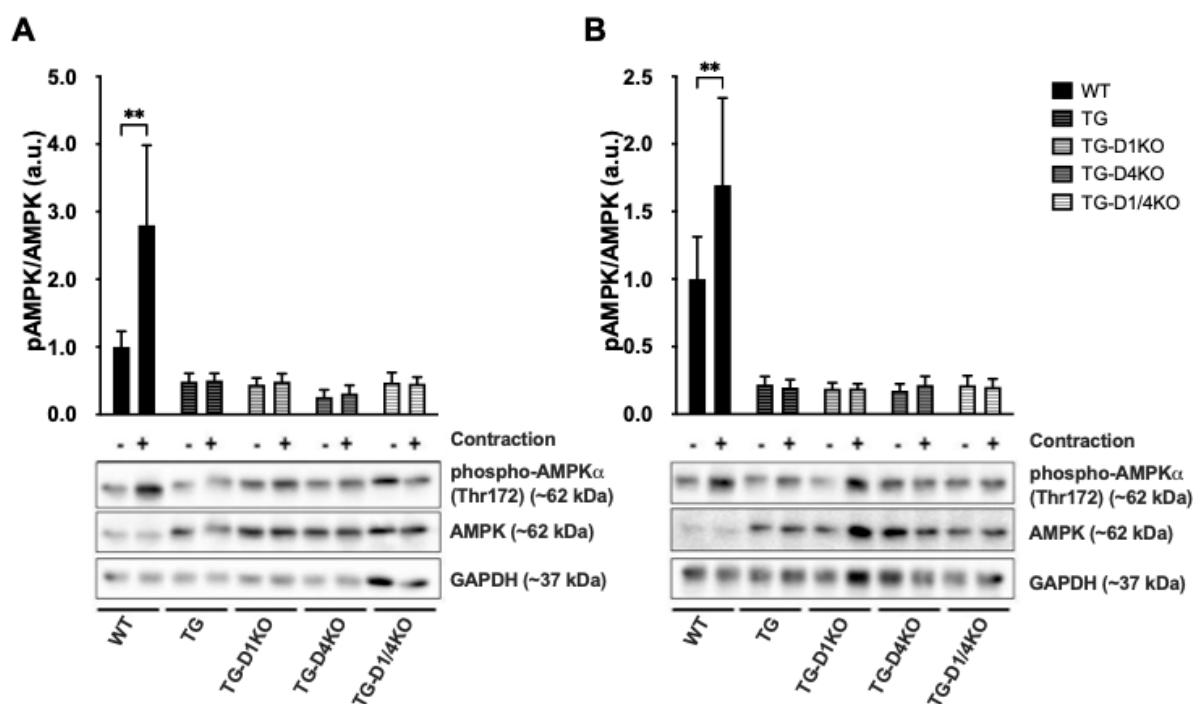 A
pAMPK/AMPK (a.u.)
5.0
4.0
3.0
2.0
1.0
0.0
**
- + - + - + - + - +
Contraction
phospho-AMPKα
(Thr172) (~62 kDa)
AMPK (~62 kDa)
GAPDH (~37 kDa)
WT
TG
TG-D1KO
TG-D4KO
TG-D1/4KO
B
pAMPK/AMPK (a.u.)
2.5
2.0
1.5
1.0
0.5
0.0
**
- + - + - + - + - +
Contraction
phospho-AMPKα
(Thr172) (~62 kDa)
AMPK (~62 kDa)
GAPDH (~37 kDa)
WT
TG
TG-D1KO
TG-D4KO
TG-D1/4KO
WT
TG
TG-D1KO
TG-D4KO
TG-D1/4KO